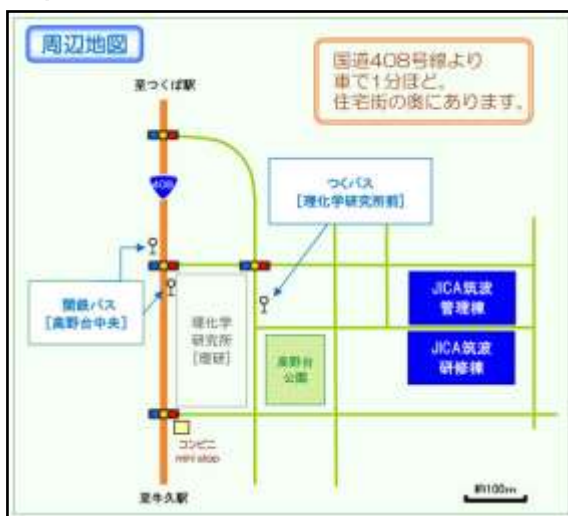 周辺地図
国道408号線より
車で1分ほど。
住宅街の奥にあります。
至つくば駅
408
つくバス
[理化学研究所前]
関鉄バス
[高野台中央]
理化学
研究所
[理研]
高野台
公園
JICA筑波
管理棟
JICA筑波
研修棟
コンビニ
mini stop
至牛久駅
約100m